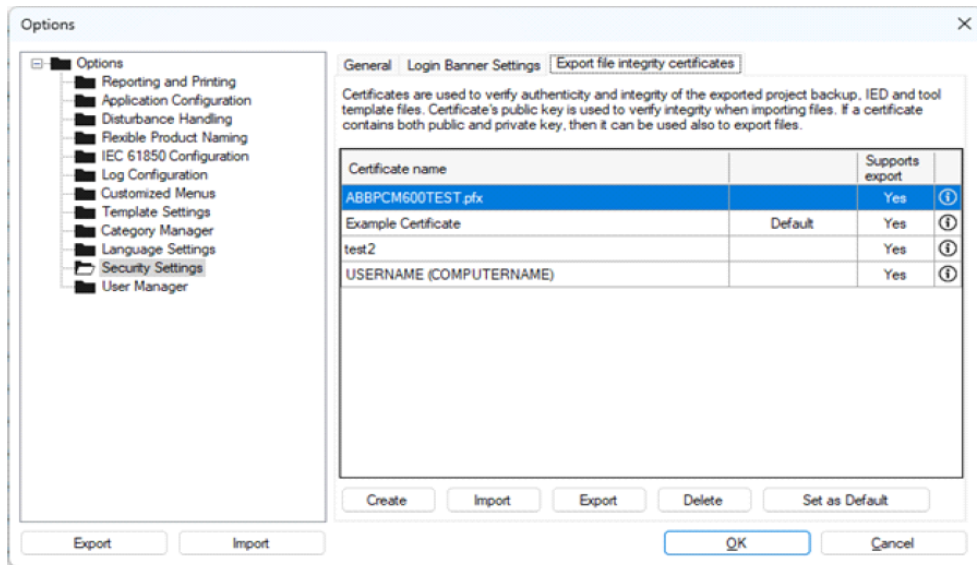 Options
Options
Reporting and Printing
Application Configuration
Disturbance Handling
Flexible Product Naming
IEC 61850 Configuration
Log Configuration
Customized Menus
Template Settings
Category Manager
Language Settings
Security Settings
User Manager
Export Import
General Login Banner Settings Export file integrity certificates
Certificates are used to verify authenticity and integrity of the exported project backup, IED and tool
template files. Certificate's public key is used to verify integrity when importing files. If a certificate
contains both public and private key, then it can be used also to export files.
Certificate name Supports
export
ABBPCM600TEST.pfx Yes
Example Certificate Default Yes
test2 Yes
USERNAME (COMPUTERNAME) Yes
Create Import Export Delete Set as Default
OK Cancel